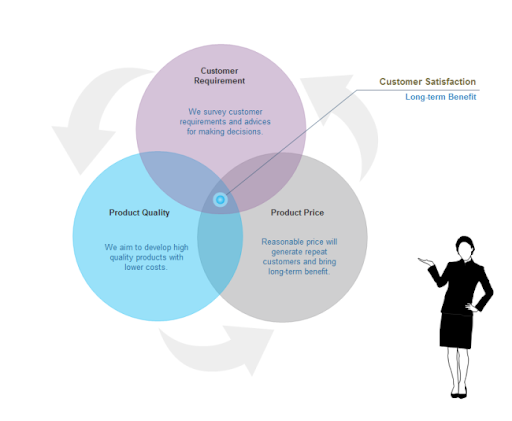 Customer
Requirement
We survey customer
requirements and advices
for making decisions.
Customer Satisfaction
Long-term Benefit
Product Quality
We aim to develop high
quality products with
lower costs.
Product Price
Reasonable price will
generate repeat
customers and bring
long-term benefit.